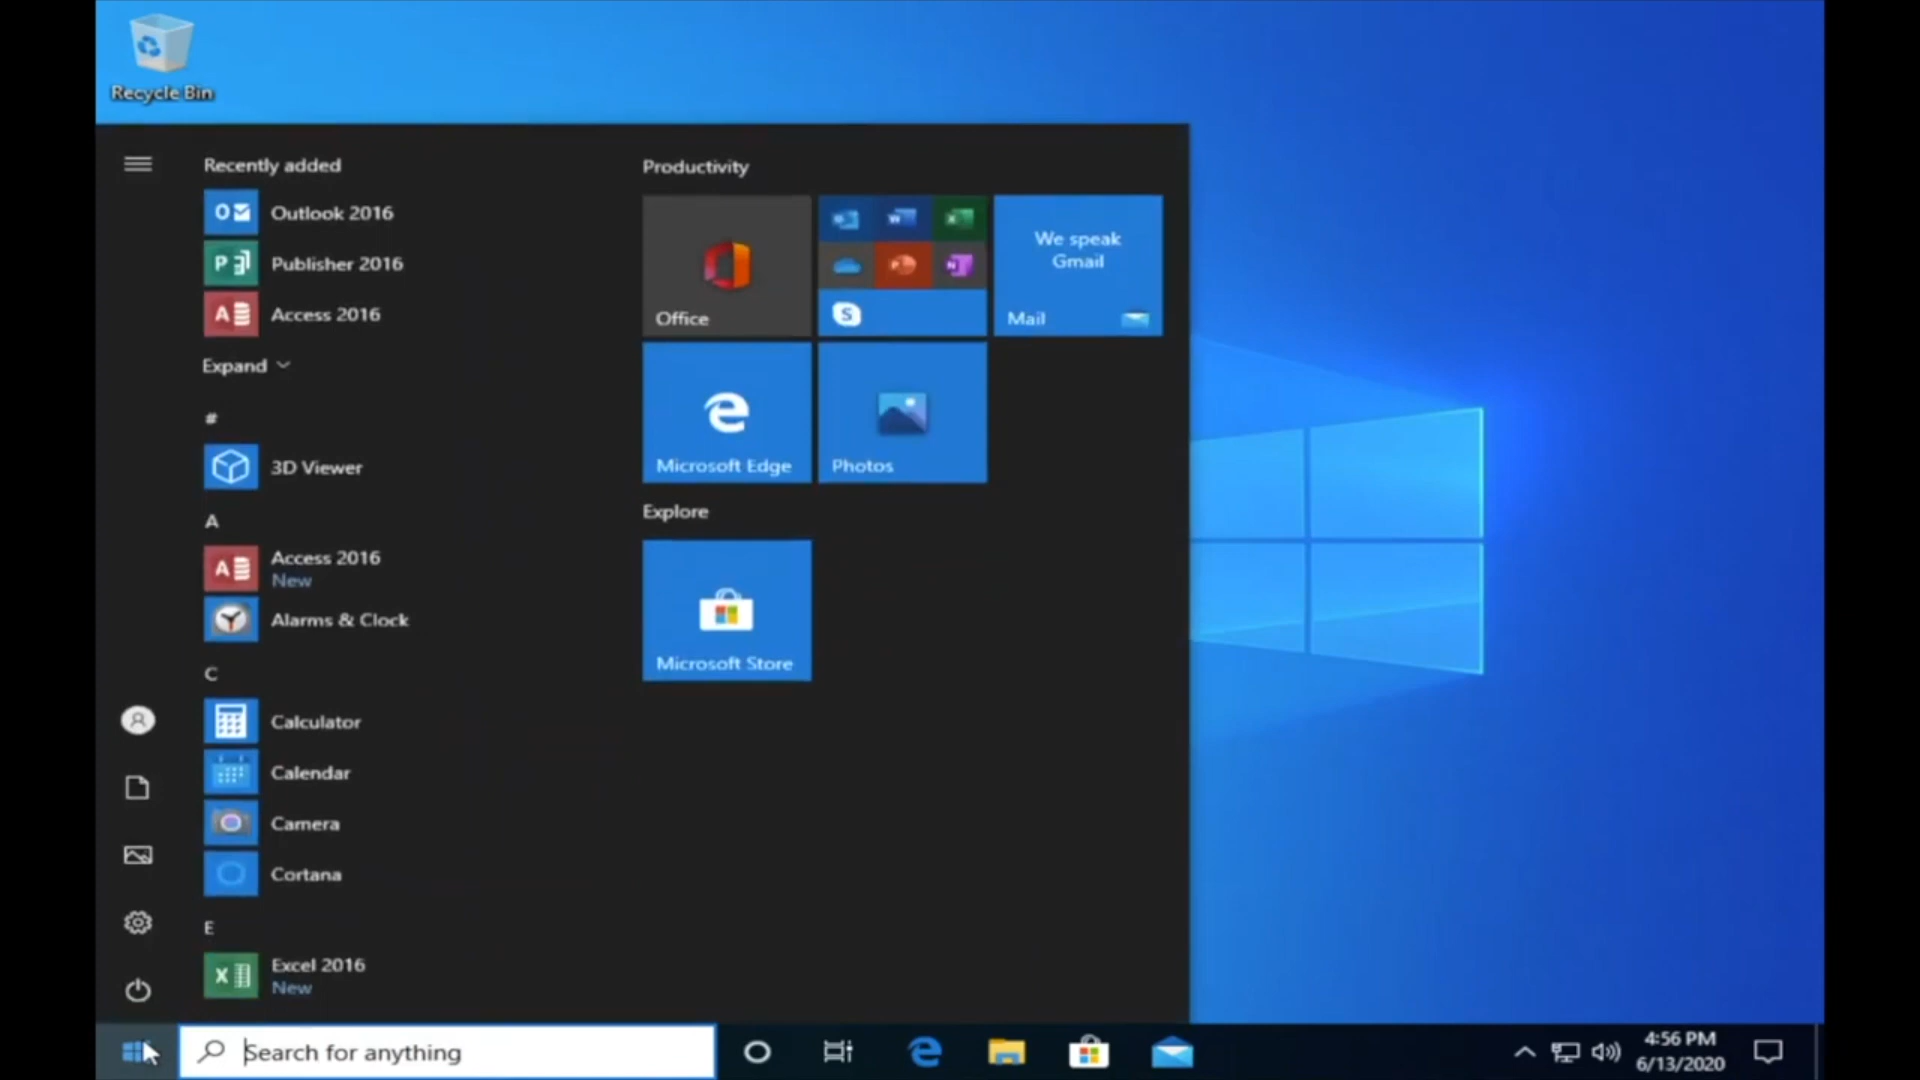 Recycle Bin
Recently added
Outlook 2016
Publisher 2016
Access 2016
Expand
#
3D Viewer
A
Access 2016
New
Alarms & Clock
C
Calculator
Calendar
Camera
Cortana
E
Excel 2016
New
Productivity
Office
We speak
Gmail
Mail
Microsoft Edge
Photos
Explore
Microsoft Store
Search for anything
4:56 PM
6/13/2020